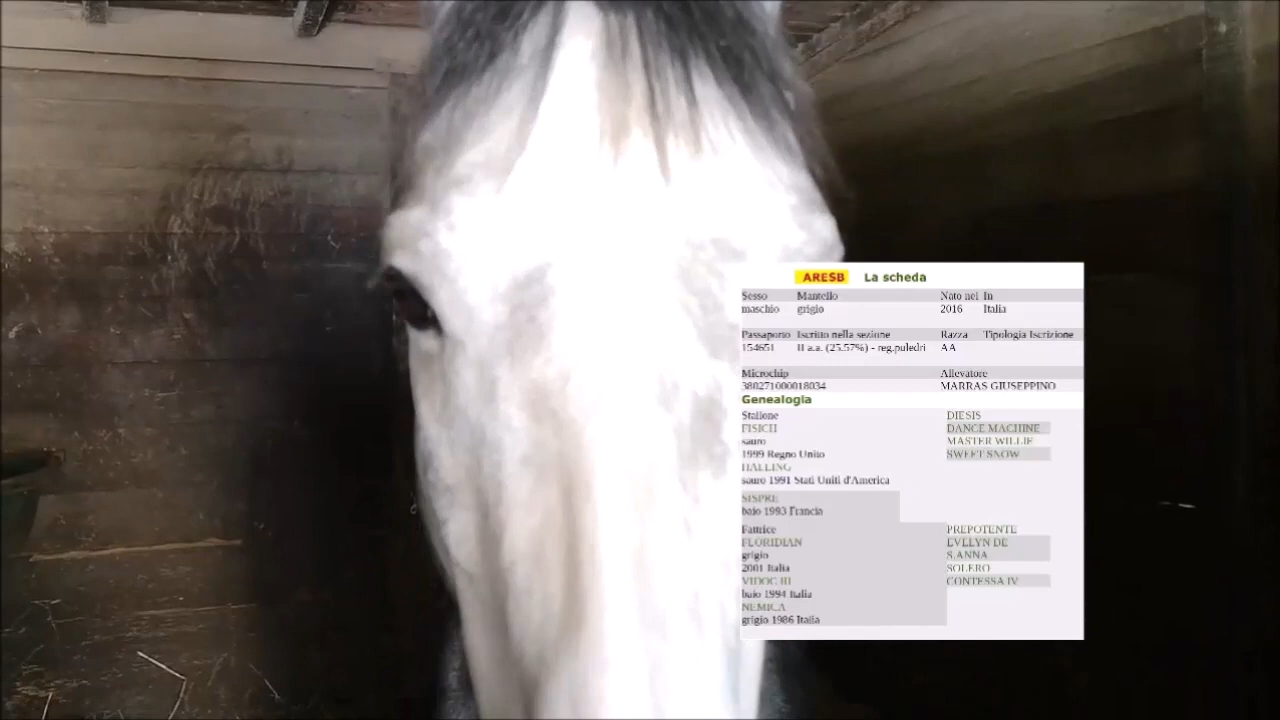 ARESB La scheda
Sesso Mantello Nato nel In
maschio grigio 2016 Italia
Passaporto Iscritto nella sezione Razza Tipologia Iscrizione
154651 II a.a. (25.57%) - reg.puledri AA
Microchip Allevatore
380271000018034 MARRAS GIUSEPPINO
Genealogia
Stallone DIESIS
FISICH DANCE MACHINE
sauro MASTER WILLIE
1999 Regno Unito SWEET SNOW
HALLING
sauro 1991 Stati Uniti d'America
SISPRE
baio 1993 Francia
Fattrice PREPOTENTE
FLORIDIAN EVELYN DE
grigio S.ANNA
2001 Italia SOLERO
VIDOC III CONTESSA IV
baio 1994 Italia
NEMICA
grigio 1986 Italia